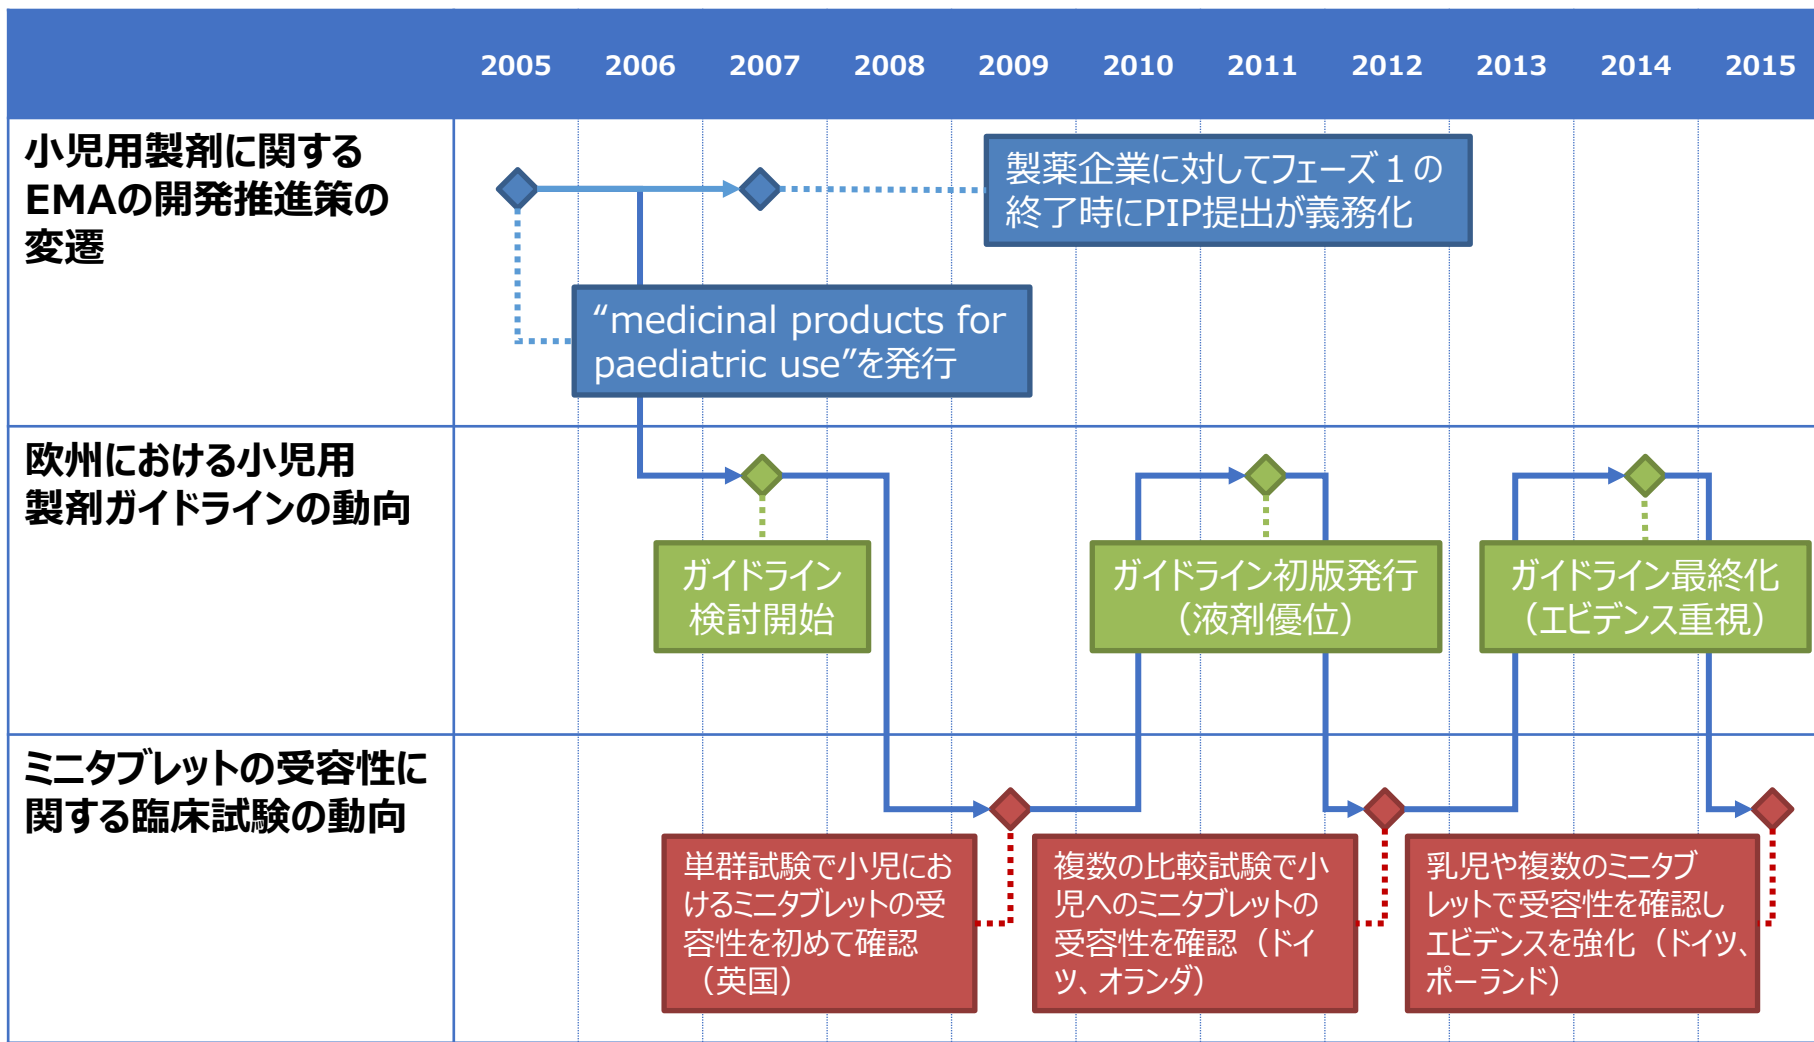 2005 2006 2007 2008 2009 2010 2011 2012 2013 2014 2015
小児用製剤に関する
EMAの開発推進策の
変遷
製薬企業に対してフェーズ１の
終了時にPIP提出が義務化
“medicinal products for
paediatric use”を発行
欧州における小児用
製剤ガイドラインの動向
ガイドライン
検討開始
ガイドライン初版発行
（液剤優位）
ガイドライン最終化
（エビデンス重視）
ミニタブレットの受容性に
関する臨床試験の動向
単群試験で小児にお
けるミニタブレットの受
容性を初めて確認
（英国）
複数の比較試験で小
児へのミニタブレットの
受容性を確認（ドイ
ツ、オランダ）
乳児や複数のミニタブ
レットで受容性を確認し
エビデンスを強化（ドイツ、
ポーランド）